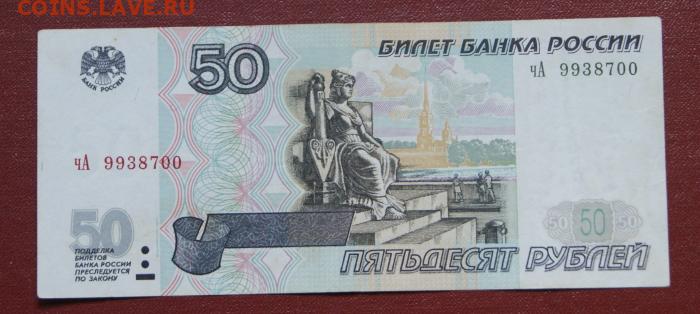 COINS.LAVE.RU
50
БИЛЕТ БАНКА РОССИИ
чА 9938700
БАНК РОССИИ
чА 9938700
50
ПОДДЕЛКА
БИЛЕТОВ
БАНКА РОССИИ
ПРЕСЛЕДУЕТСЯ
ПО ЗАКОНУ
50 50 50
ПЯТЬДЕСЯТ РУБЛЕЙ